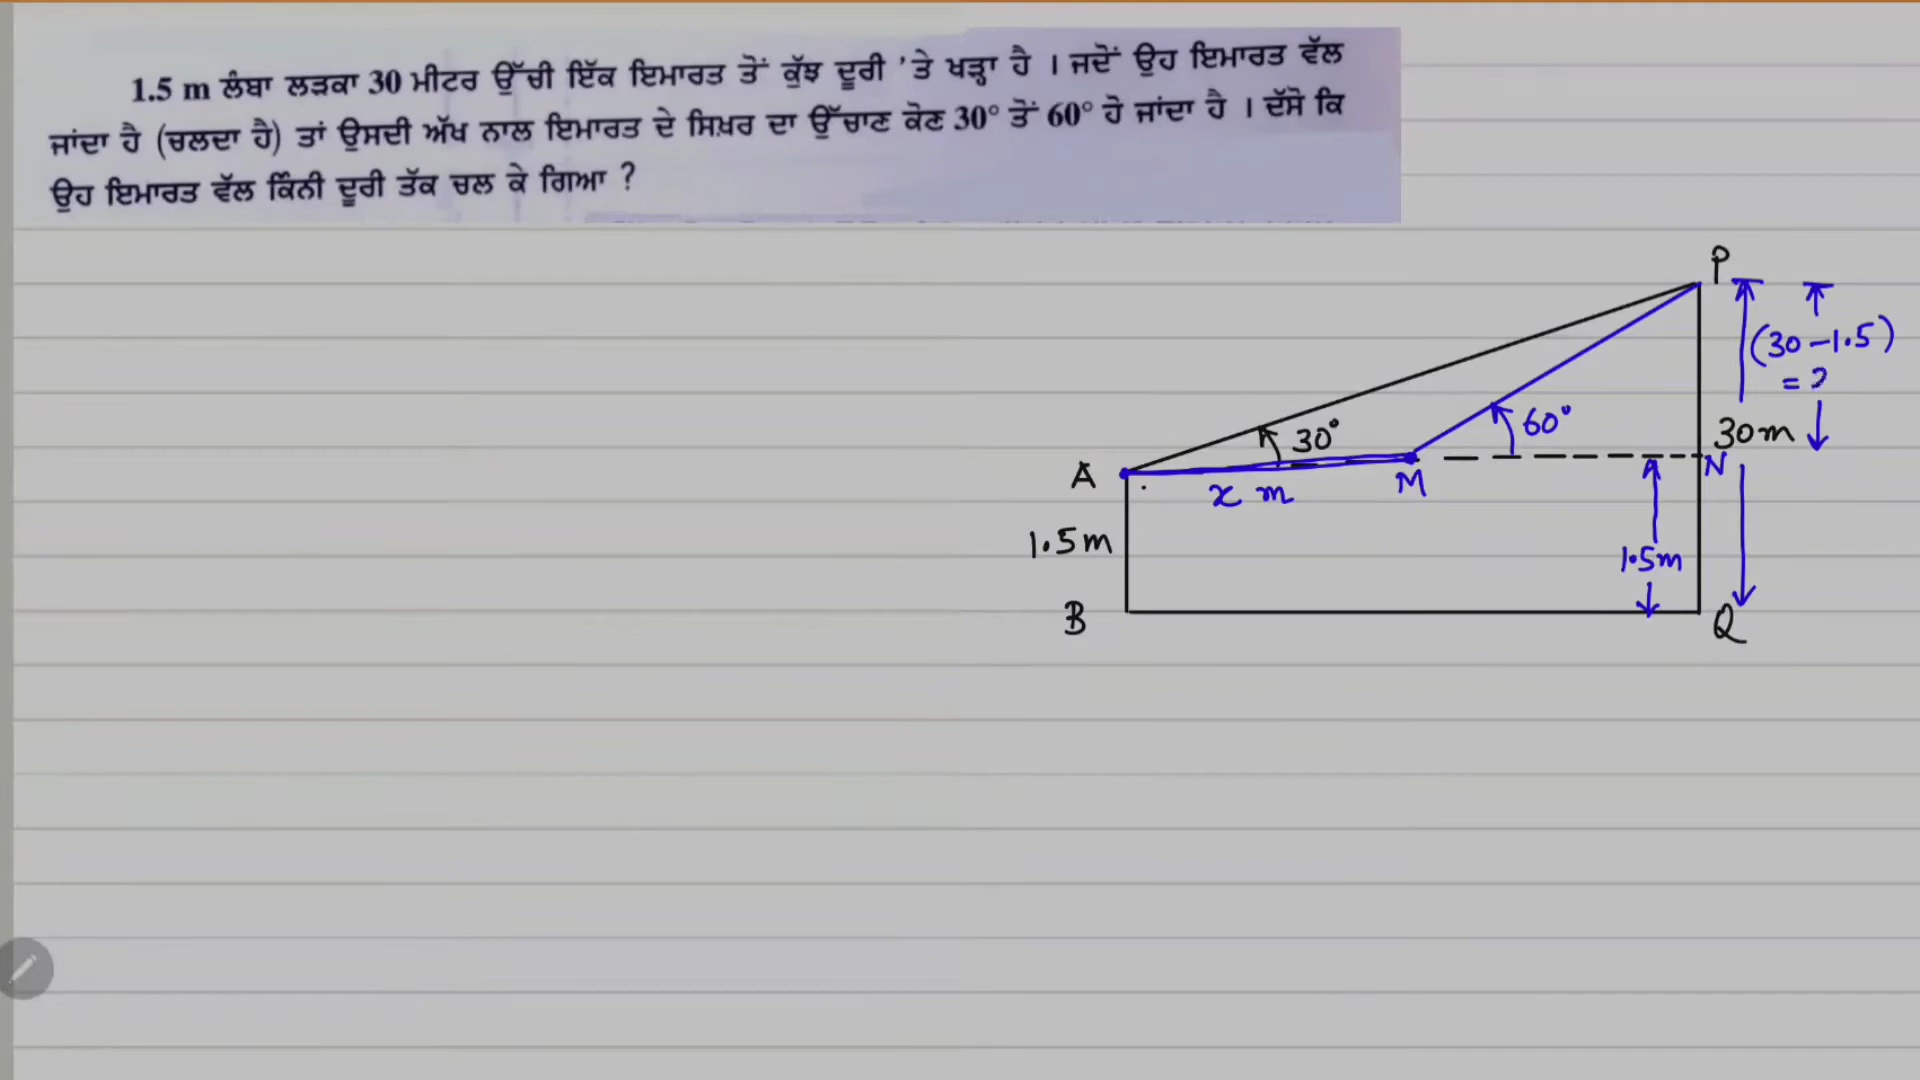 1.5 m ਲੰਬਾ ਲੜਕਾ 30 ਮੀਟਰ ਉੱਚੀ ਇੱਕ ਇਮਾਰਤ ਤੋਂ ਕੁੱਝ ਦੂਰੀ 'ਤੇ ਖੜ੍ਹਾ ਹੈ । ਜਦੋਂ ਉਹ ਇਮਾਰਤ ਵੱਲ
ਜਾਂਦਾ ਹੈ (ਚਲਦਾ ਹੈ) ਤਾਂ ਉਸਦੀ ਅੱਖ ਨਾਲ ਇਮਾਰਤ ਦੇ ਸਿਖ਼ਰ ਦਾ ਉੱਚਾਣ ਕੋਣ 30° ਤੋਂ 60° ਹੋ ਜਾਂਦਾ ਹੈ । ਦੱਸੋ ਕਿ
ਉਹ ਇਮਾਰਤ ਵੱਲ ਕਿੰਨੀ ਦੂਰੀ ਤੱਕ ਚਲ ਕੇ ਗਿਆ ?
P
(30-1.5)
= ?
30°
60°
30m
A
x m
M
N
1.5m
1.5m
B
Q